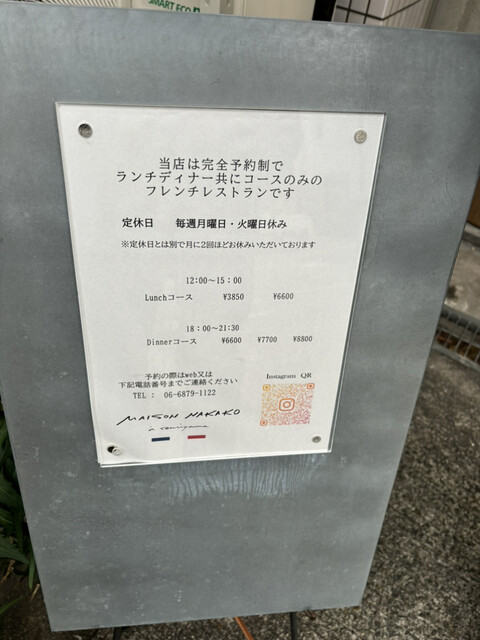 SMART ECO
当店は完全予約制で
ランチディナー共にコースのみの
フレンチレストランです
定休日 毎週月曜日・火曜日休み
※定休日とは別で月に2回ほどお休みいただいております
12:00～15：00
Lunchコース ¥3850 ¥6600
18：00～21:30
Dinnerコース ¥6600 ¥7700 ¥8800
予約の際はweb又は
下記電話番号までご連絡ください
TEL : 06-6879-1122
Instagram QR
MAISON NAKAKO